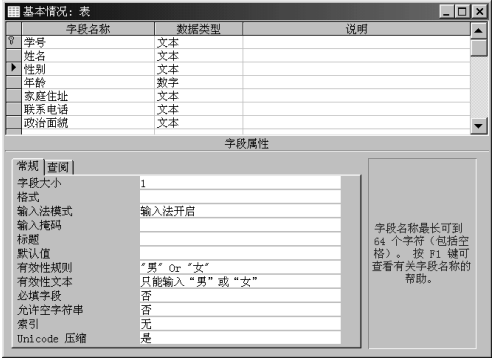 基本情况: 表
字段名称 数据类型 说明
学号 文本
姓名 文本
性别 文本
年龄 数字
家庭住址 文本
联系电话 文本
政治面貌 文本
字段属性
常规 查阅
字段大小 1
格式
输入法模式 输入法开启
输入掩码
标题
默认值
有效性规则 "男" Or "女"
有效性文本 只能输入“男”或“女”
必填字段 否
允许空字符串 否
索引 无
Unicode 压缩 是
字段名称最长可到
64 个字符（包括空
格）。 按 F1 键可
查看有关字段名称的
帮助。